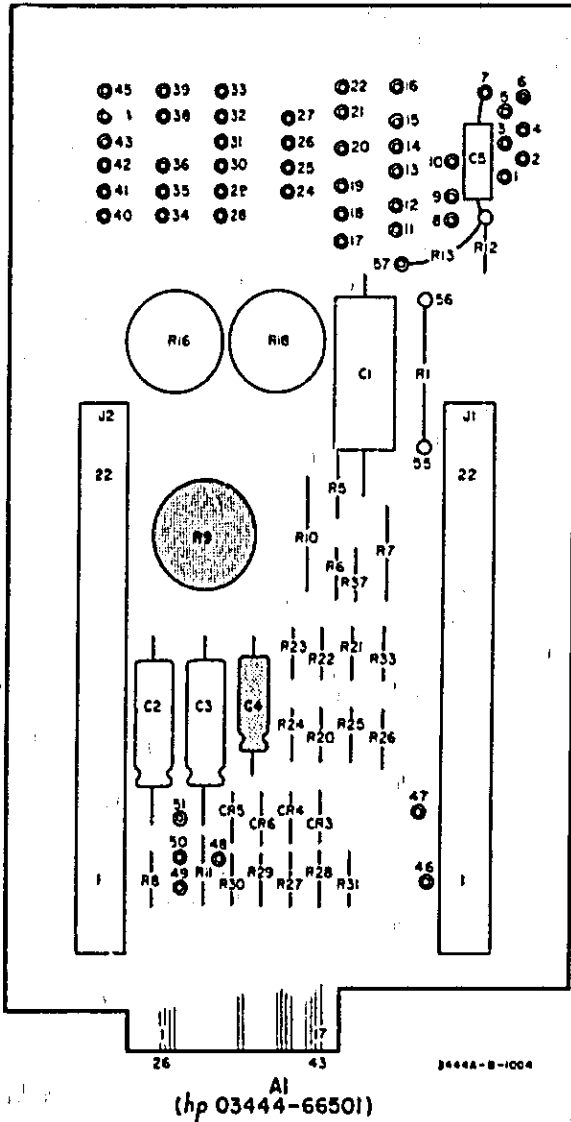 45 39 33 22 16 7 6
38 32 27 21 15 5 4
43 31 26 20 14 3 C5
42 36 30 25 13 10 2
41 35 29 24 19 12 9 1
40 34 28 18 11 8
17 57 R13 R12
56
R16 R18 C1 R1
J2 J1
55
22 22
R5
R9 R10 R7
R6
R37
R23 R22 R21 R33
C2 C3 C4
R24 R20 R25 R26
51 CR5 CR6 CR4 CR3 47
50 48
49 R8 R11 R30 R29 R27 R28 R31 46
1 1
1 17
26 43
3444A-B-1004
A1
(hp 03444-66501)